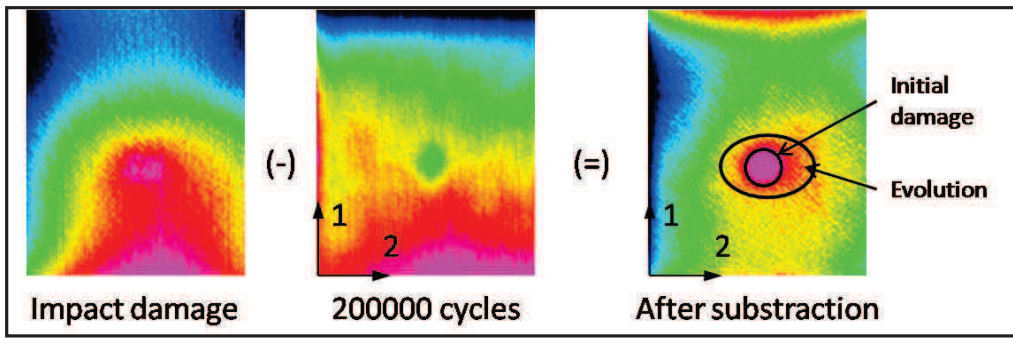 (-)
(=)
1
2
1
2
Initial
damage
Evolution
Impact damage
200000 cycles
After substraction